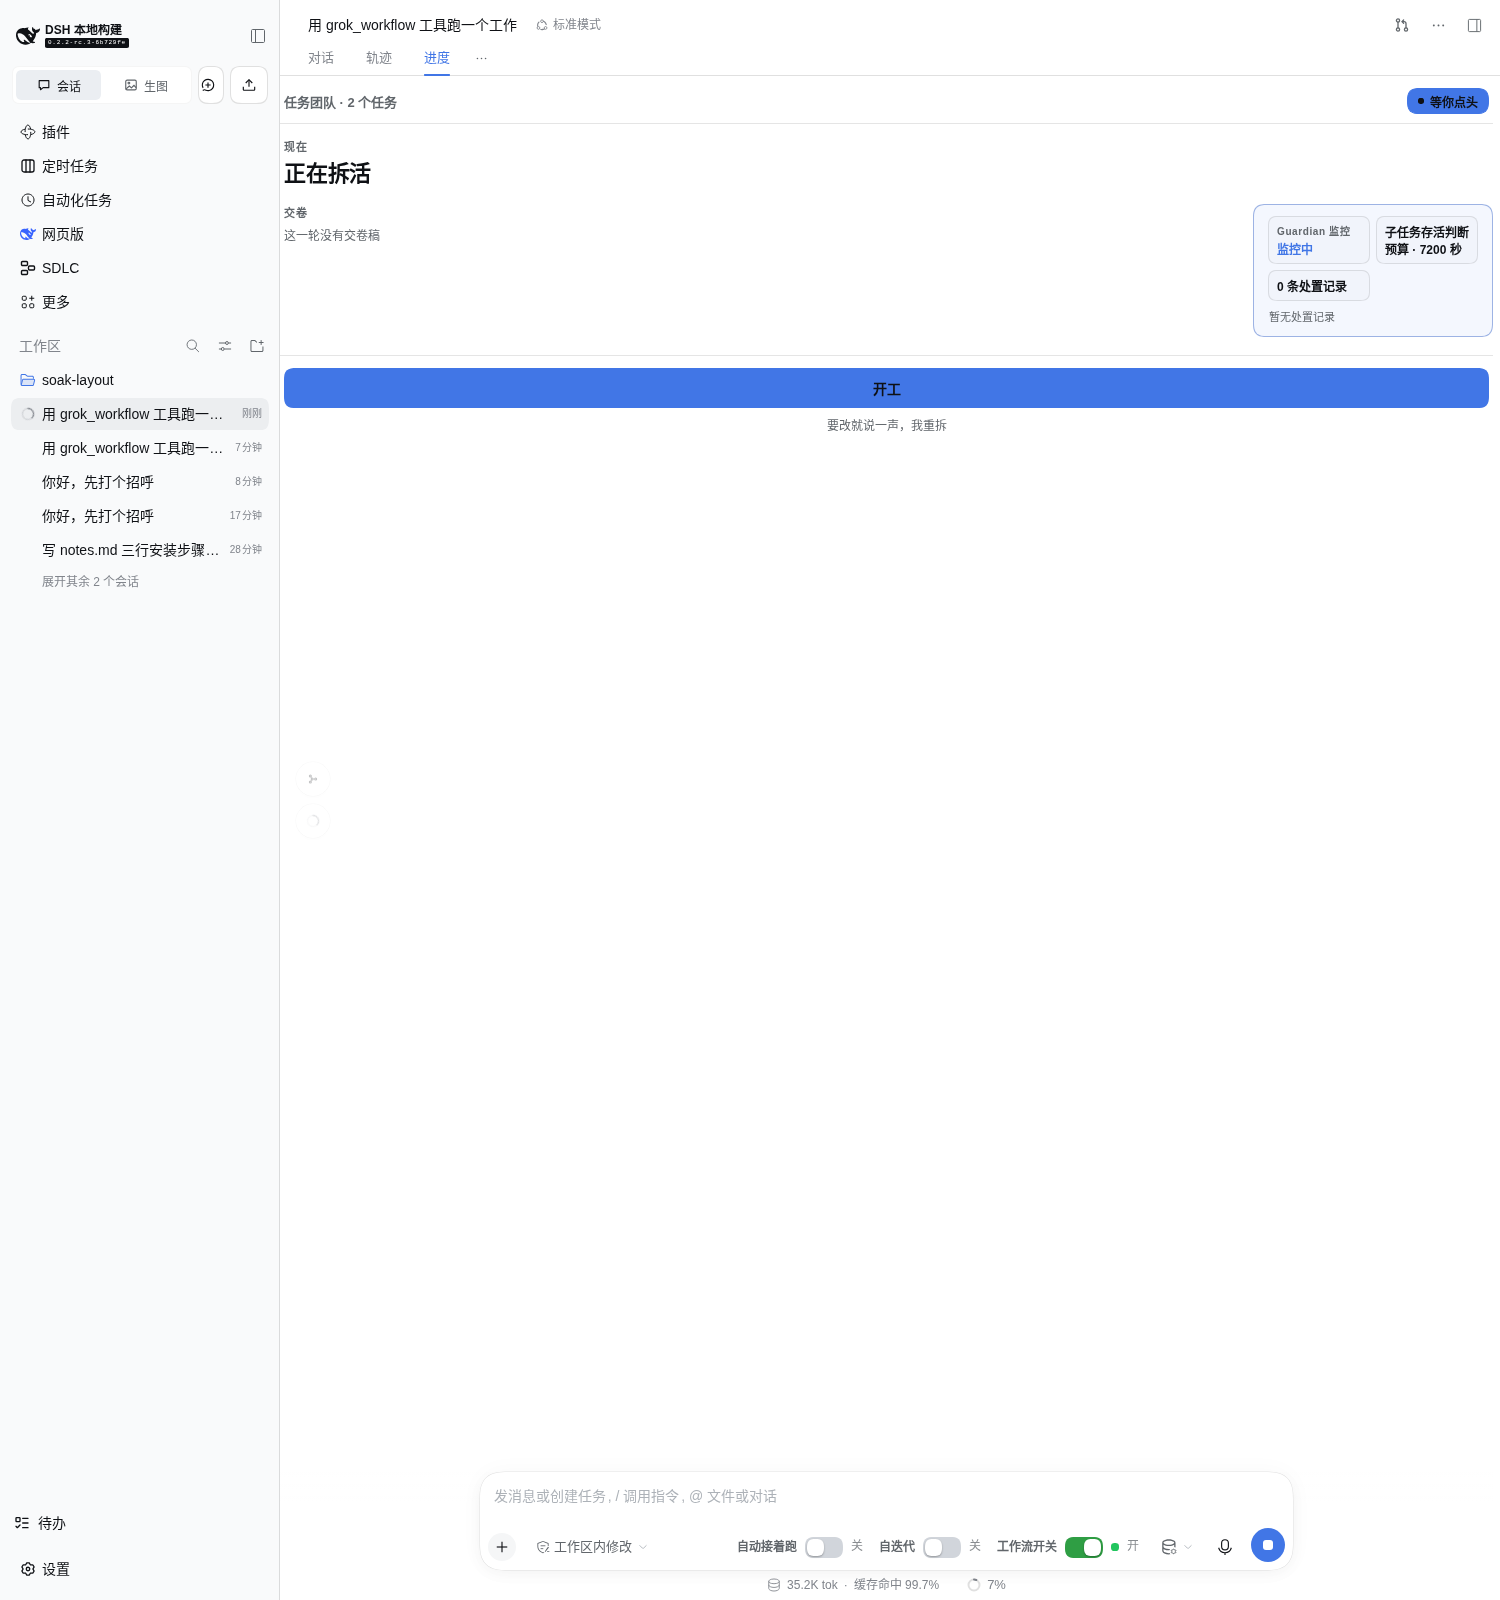 DSH 本地构建
0.2.2-rc.3-6b729fe
会话
生图
插件
定时任务
自动化任务
网页版
SDLC
更多
工作区
soak-layout
用 grok_workflow 工具跑一… 刚刚
用 grok_workflow 工具跑一… 7分钟
你好，先打个招呼 8分钟
你好，先打个招呼 17分钟
写 notes.md 三行安装步骤… 28分钟
展开其余 2 个会话
待办
设置
用 grok_workflow 工具跑一个工作 标准模式
对话 轨迹 进度 …
任务团队 · 2 个任务
等你点头
现在
正在拆活
交卷
这一轮没有交卷稿
Guardian 监控
监控中
子任务存活判断
预算 · 7200 秒
0 条处置记录
暂无处置记录
开工
要改就说一声，我重拆
发消息或创建任务, / 调用指令, @ 文件或对话
工作区内修改 自动接着跑 关 自迭代 关 工作流开关 开
35.2K tok · 缓存命中 99.7% 7%